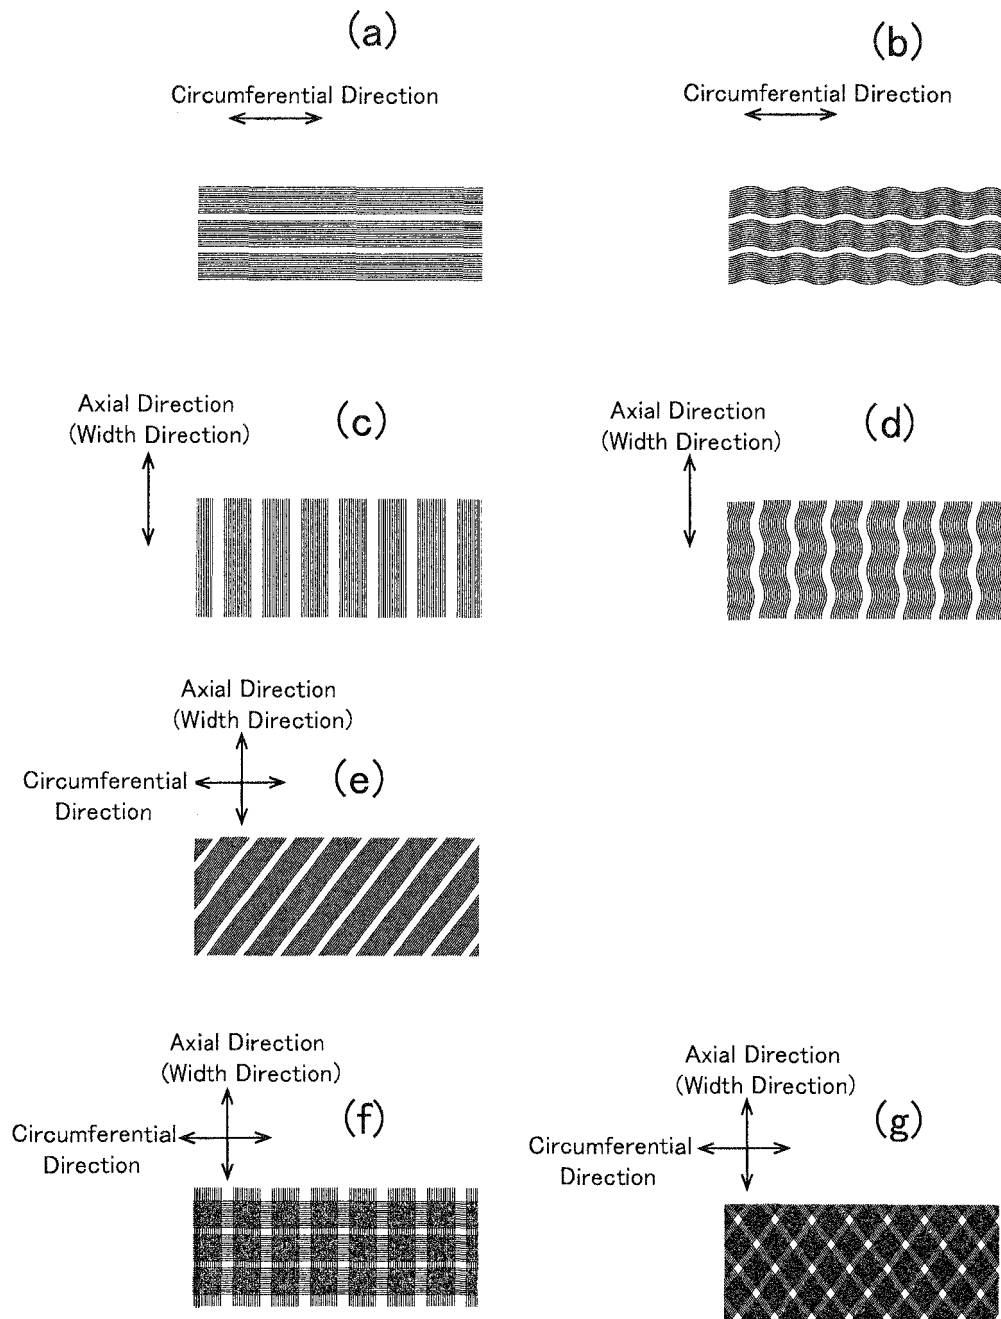 (a)
(b)
Circumferential Direction
Circumferential Direction
Axial Direction
(Width Direction)
(c)
Axial Direction
(Width Direction)
(d)
Axial Direction
(Width Direction)
Circumferential
Direction
(e)
Axial Direction
(Width Direction)
Circumferential
Direction
(f)
Axial Direction
(Width Direction)
Circumferential
Direction
(g)